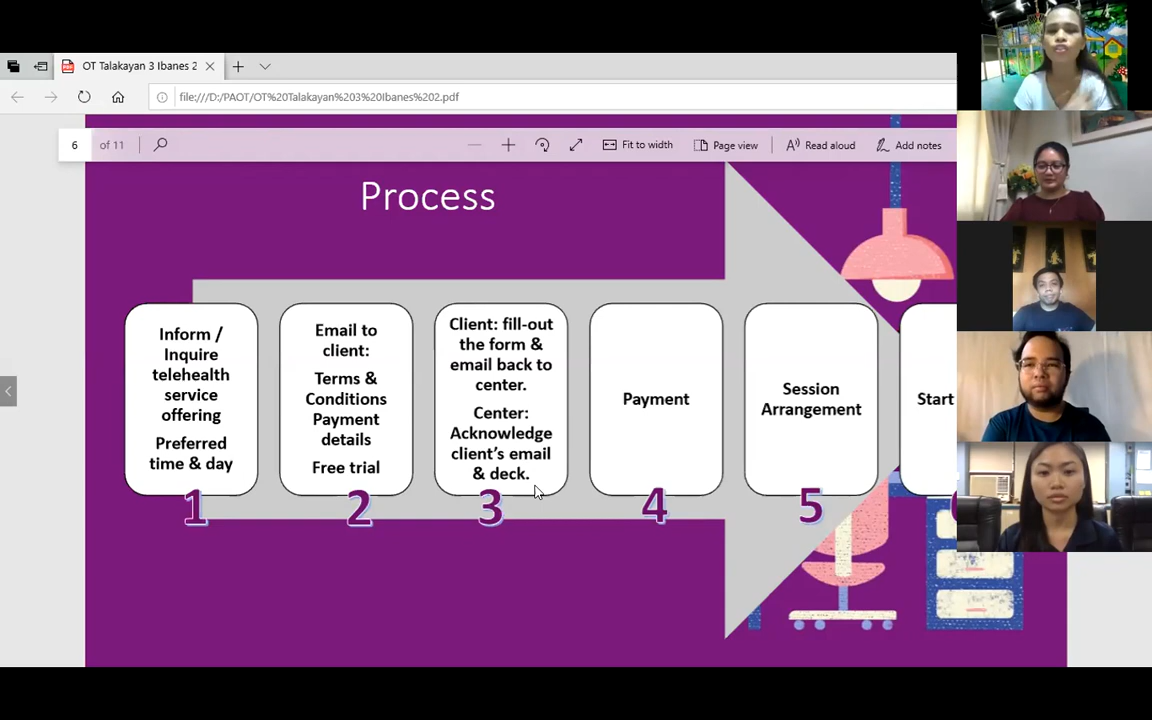 OT Talakayan 3 Ibanes 2
file:///D:/PAOT/OT%20Talakayan%203%20Ibanes%202.pdf
6 of 11
Fit to width
Page view
Read aloud
Add notes
Process
Inform /
Inquire
telehealth
service
offering
Preferred
time & day
1
Email to
client:
Terms &
Conditions
Payment
details
Free trial
2
Client: fill-out
the form &
email back to
center.
Center:
Acknowledge
client’s email
& deck.
3
Payment
4
Session
Arrangement
5
Start